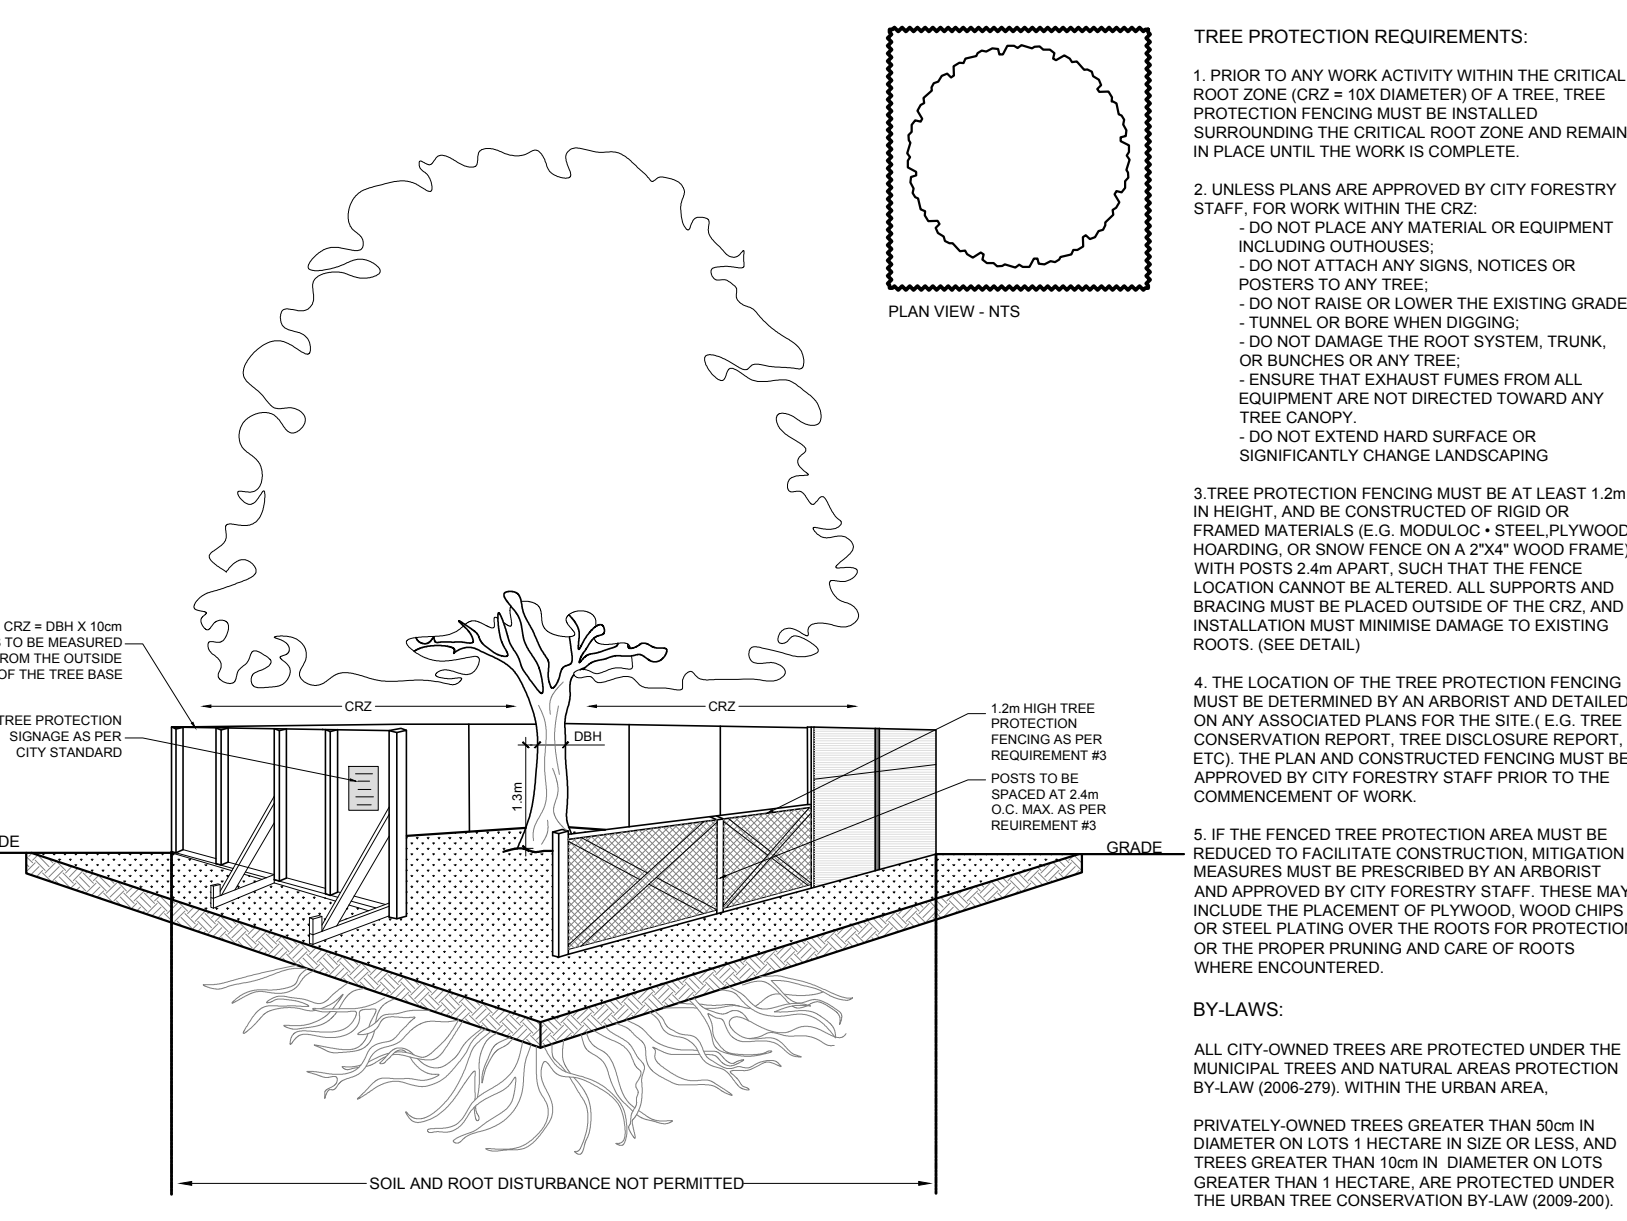 TREE PROTECTION REQUIREMENTS:
1. PRIOR TO ANY WORK ACTIVITY WITHIN THE CRITICAL
ROOT ZONE (CRZ = 10X DIAMETER) OF A TREE, TREE
PROTECTION FENCING MUST BE INSTALLED
SURROUNDING THE CRITICAL ROOT ZONE AND REMAIN
IN PLACE UNTIL THE WORK IS COMPLETE.
2. UNLESS PLANS ARE APPROVED BY CITY FORESTRY
STAFF, FOR WORK WITHIN THE CRZ:
- DO NOT PLACE ANY MATERIAL OR EQUIPMENT
INCLUDING OUTHOUSES;
- DO NOT ATTACH ANY SIGNS, NOTICES OR
POSTERS TO ANY TREE;
- DO NOT RAISE OR LOWER THE EXISTING GRADE
- TUNNEL OR BORE WHEN DIGGING;
- DO NOT DAMAGE THE ROOT SYSTEM, TRUNK,
OR BUNCHES OR ANY TREE;
- ENSURE THAT EXHAUST FUMES FROM ALL
EQUIPMENT ARE NOT DIRECTED TOWARD ANY
TREE CANOPY.
- DO NOT EXTEND HARD SURFACE OR
SIGNIFICANTLY CHANGE LANDSCAPING
3.TREE PROTECTION FENCING MUST BE AT LEAST 1.2m
IN HEIGHT, AND BE CONSTRUCTED OF RIGID OR
FRAMED MATERIALS (E.G. MODULOC • STEEL,PLYWOOD
HOARDING, OR SNOW FENCE ON A 2"X4" WOOD FRAME)
WITH POSTS 2.4m APART, SUCH THAT THE FENCE
LOCATION CANNOT BE ALTERED. ALL SUPPORTS AND
BRACING MUST BE PLACED OUTSIDE OF THE CRZ, AND
INSTALLATION MUST MINIMISE DAMAGE TO EXISTING
ROOTS. (SEE DETAIL)
4. THE LOCATION OF THE TREE PROTECTION FENCING
MUST BE DETERMINED BY AN ARBORIST AND DETAILED
ON ANY ASSOCIATED PLANS FOR THE SITE.( E.G. TREE
CONSERVATION REPORT, TREE DISCLOSURE REPORT,
ETC). THE PLAN AND CONSTRUCTED FENCING MUST BE
APPROVED BY CITY FORESTRY STAFF PRIOR TO THE
COMMENCEMENT OF WORK.
5. IF THE FENCED TREE PROTECTION AREA MUST BE
REDUCED TO FACILITATE CONSTRUCTION, MITIGATION
MEASURES MUST BE PRESCRIBED BY AN ARBORIST
AND APPROVED BY CITY FORESTRY STAFF. THESE MAY
INCLUDE THE PLACEMENT OF PLYWOOD, WOOD CHIPS
OR STEEL PLATING OVER THE ROOTS FOR PROTECTION
OR THE PROPER PRUNING AND CARE OF ROOTS
WHERE ENCOUNTERED.
BY-LAWS:
ALL CITY-OWNED TREES ARE PROTECTED UNDER THE
MUNICIPAL TREES AND NATURAL AREAS PROTECTION
BY-LAW (2006-279). WITHIN THE URBAN AREA,
PRIVATELY-OWNED TREES GREATER THAN 50cm IN
DIAMETER ON LOTS 1 HECTARE IN SIZE OR LESS, AND
TREES GREATER THAN 10cm IN DIAMETER ON LOTS
GREATER THAN 1 HECTARE, ARE PROTECTED UNDER
THE URBAN TREE CONSERVATION BY-LAW (2009-200).
PLAN VIEW - NTS
CRZ = DBH X 10cm
TO BE MEASURED
FROM THE OUTSIDE
OF THE TREE BASE
TREE PROTECTION
SIGNAGE AS PER
CITY STANDARD
CRZ
CRZ
DBH
1.3m
1.2m HIGH TREE
PROTECTION
FENCING AS PER
REQUIREMENT #3
POSTS TO BE
SPACED AT 2.4m
O.C. MAX. AS PER
REUIREMENT #3
GRADE
SOIL AND ROOT DISTURBANCE NOT PERMITTED